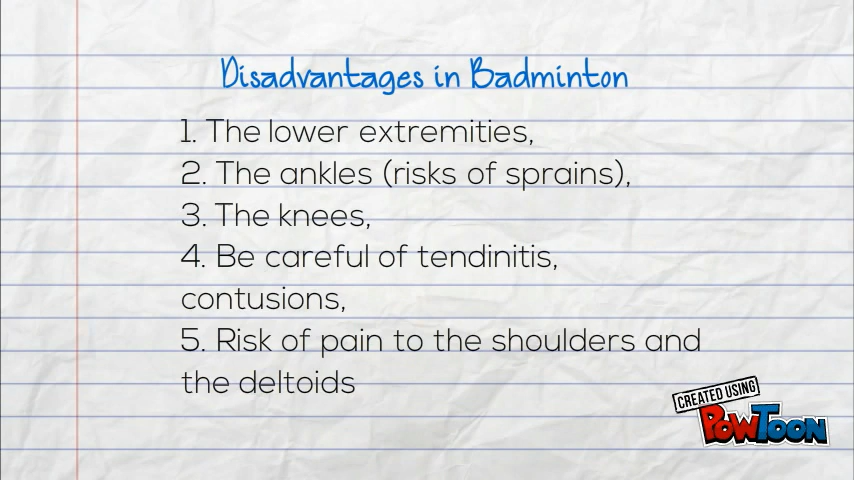 Disadvantages in Badminton
1. The lower extremities,
2. The ankles (risks of sprains),
3. The knees,
4. Be careful of tendinitis,
contusions,
5. Risk of pain to the shoulders and
the deltoids
CREATED USING
POWTOON